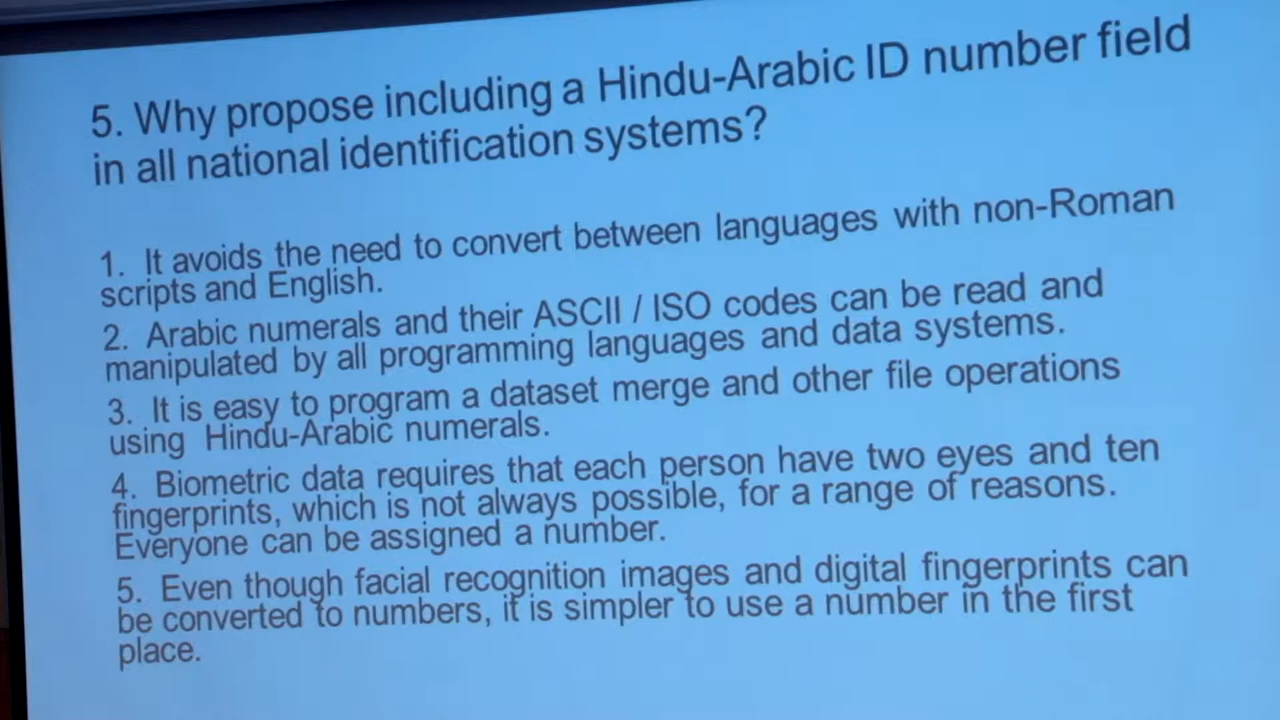 5. Why propose including a Hindu-Arabic ID number field
in all national identification systems?
1. It avoids the need to convert between languages with non-Roman
scripts and English.
2. Arabic numerals and their ASCII / ISO codes can be read and
manipulated by all programming languages and data systems.
3. It is easy to program a dataset merge and other file operations
using Hindu-Arabic numerals.
4. Biometric data requires that each person have two eyes and ten
fingerprints, which is not always possible, for a range of reasons.
Everyone can be assigned a number.
5. Even though facial recognition images and digital fingerprints can
be converted to numbers, it is simpler to use a number in the first
place.